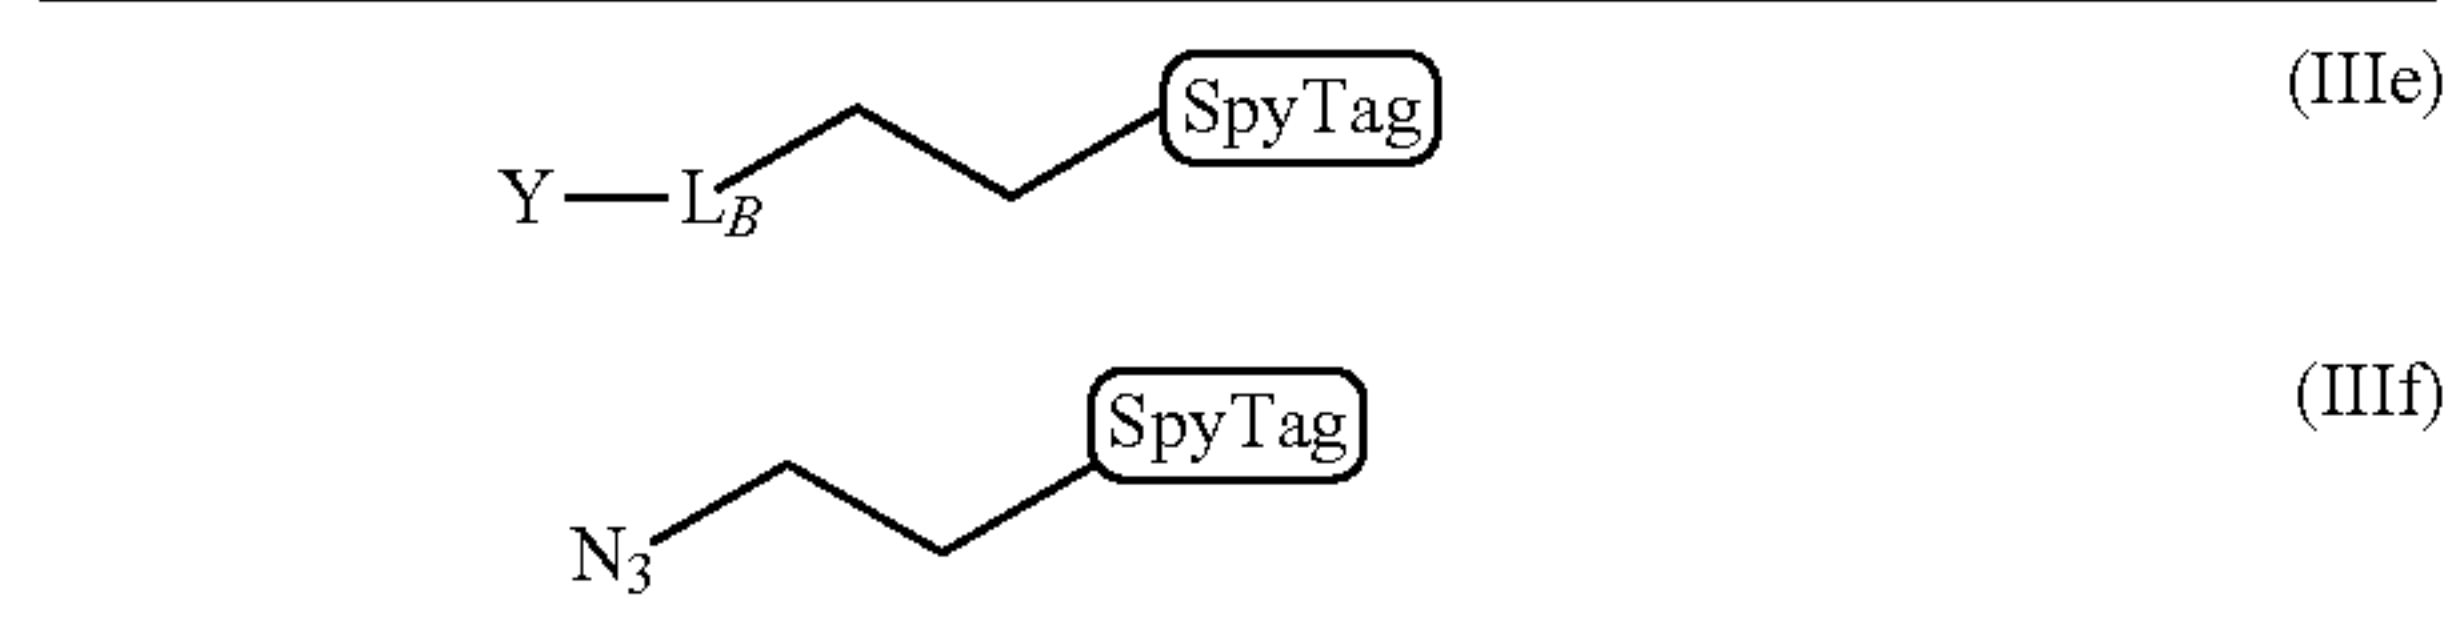 SpyTag (IIIe)
Y—L_B
SpyTag (IIIf)
N₃